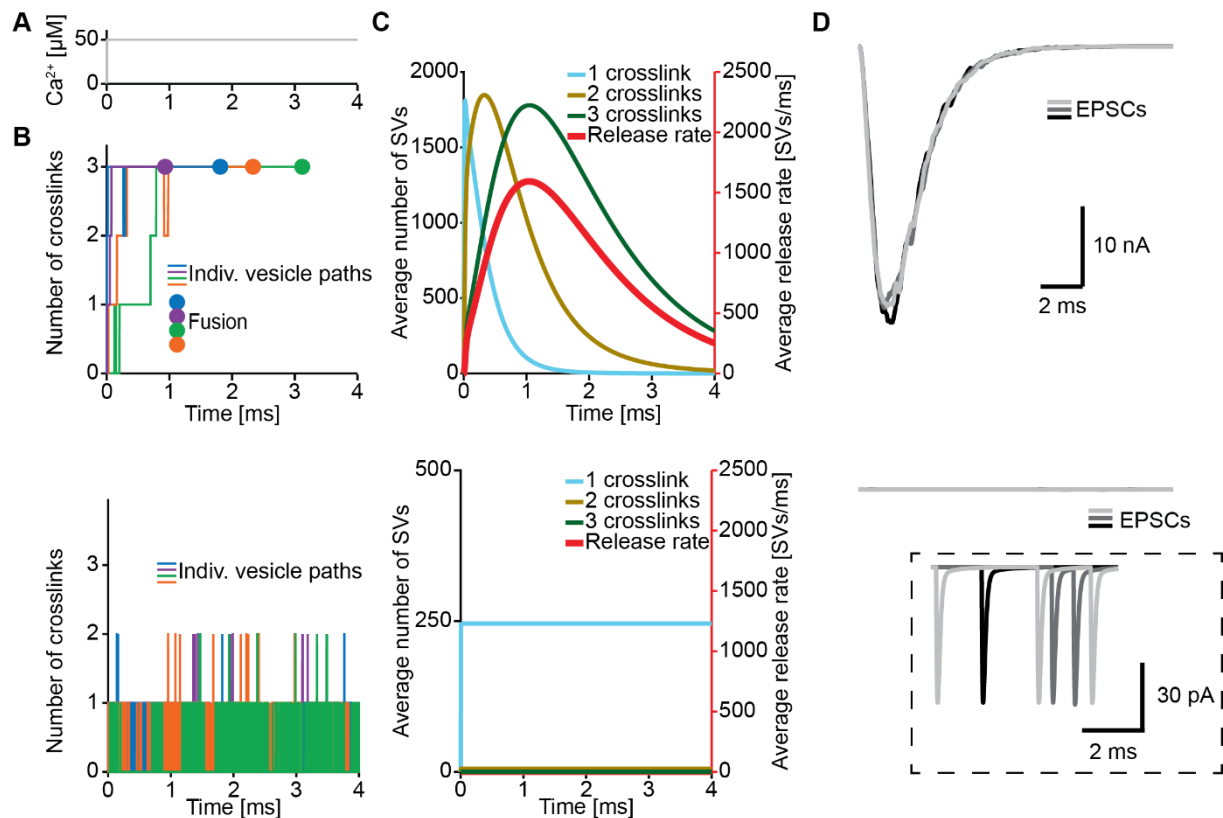 A
Ca²⁺ [μM]
50
0
0 1 2 3 4
B
Number of crosslinks
3
2
1
0
Indiv. vesicle paths
Fusion
0 1 2 3 4
Time [ms]
C
Average number of SVs
2000
1500
1000
500
0
1 crosslink
2 crosslinks
3 crosslinks
Release rate
2500
2000
1500
1000
500
0
Average release rate [SVs/ms]
0 1 2 3 4
Time [ms]
D
EPSCs
10 nA
2 ms
Number of crosslinks
3
2
1
0
Indiv. vesicle paths
0 1 2 3 4
Time [ms]
Average number of SVs
500
250
0
1 crosslink
2 crosslinks
3 crosslinks
Release rate
2500
2000
1500
1000
500
0
Average release rate [SVs/ms]
0 1 2 3 4
Time [ms]
EPSCs
30 pA
2 ms